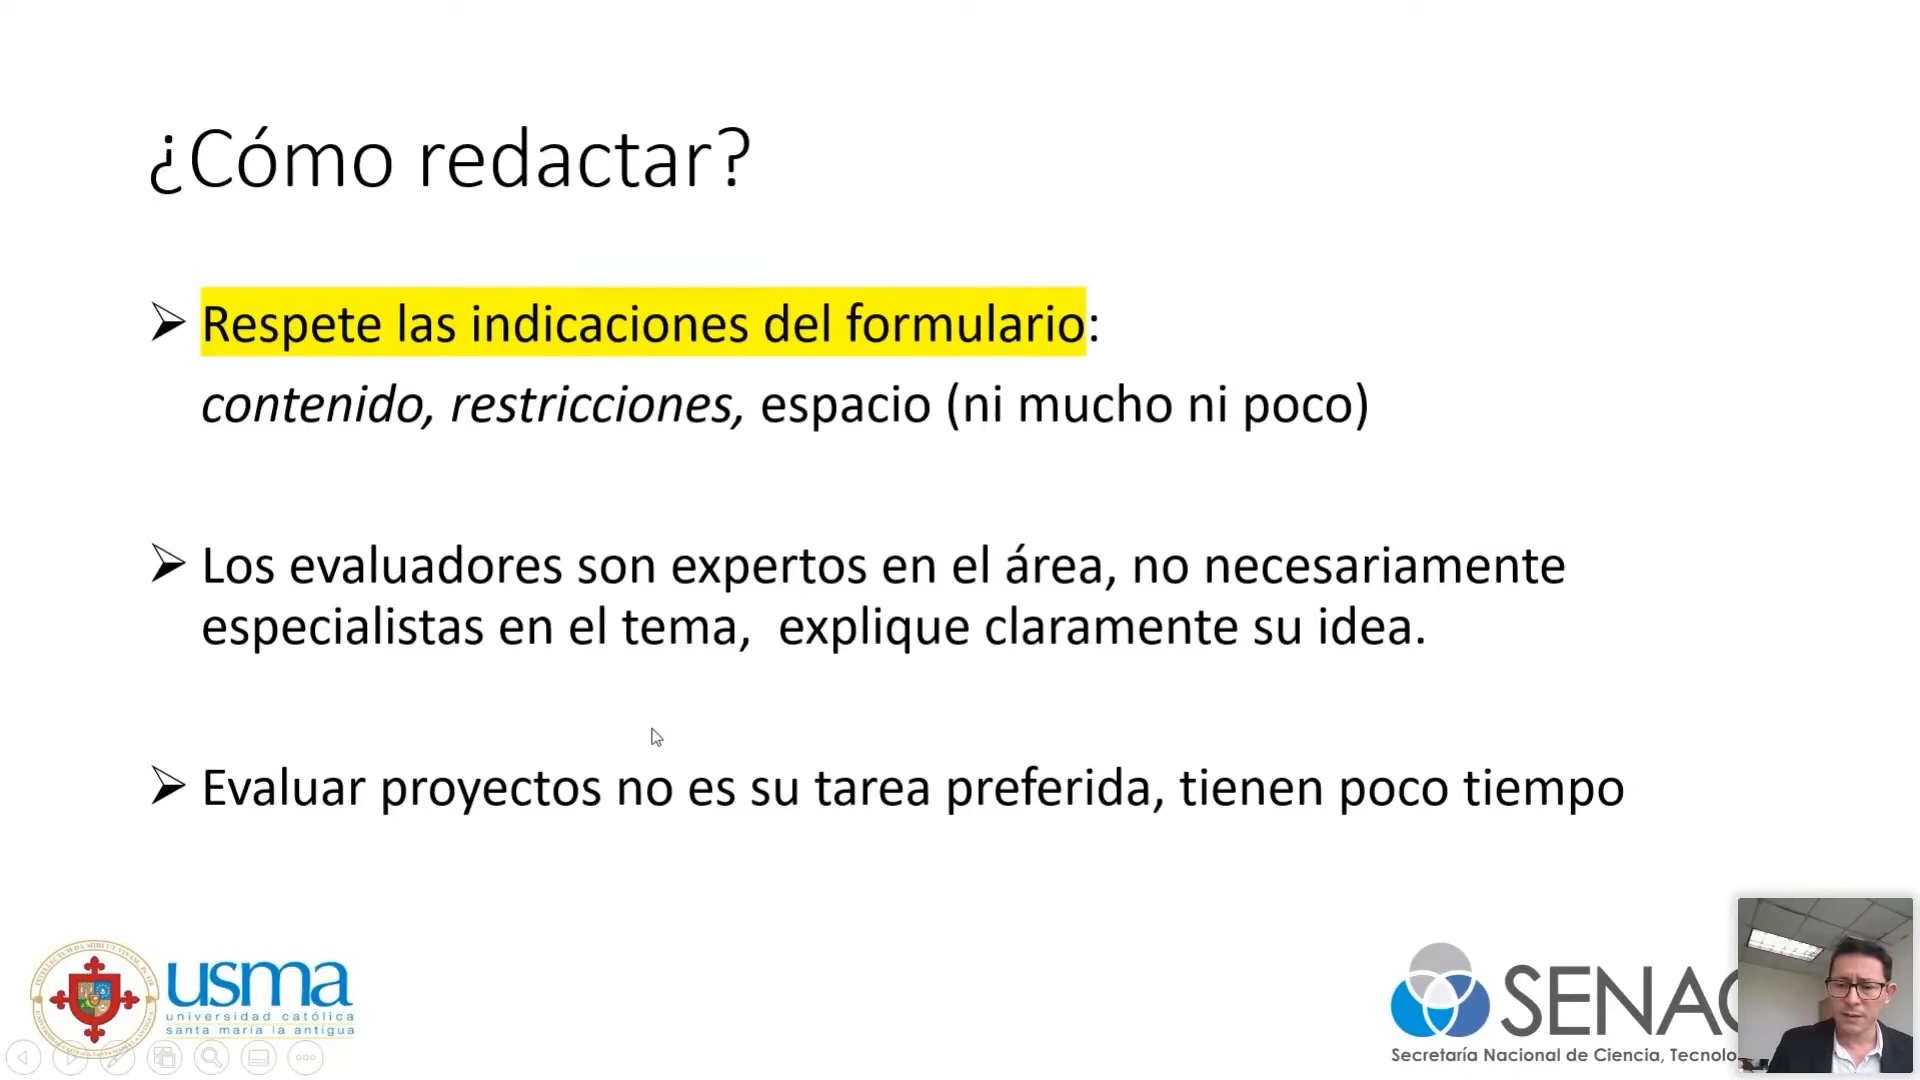 ¿Cómo redactar?
Respete las indicaciones del formulario:
contenido, restricciones, espacio (ni mucho ni poco)
Los evaluadores son expertos en el área, no necesariamente
especialistas en el tema, explique claramente su idea.
Evaluar proyectos no es su tarea preferida, tienen poco tiempo
usma
universidad católica
santa maría la antigua
SENAC
Secretaría Nacional de Ciencia, Tecnolo